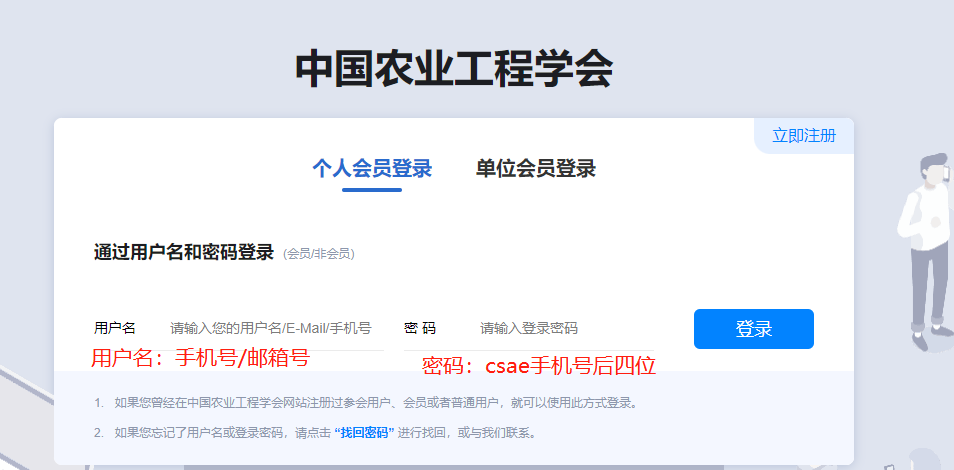 中国农业工程学会
立即注册
个人会员登录 单位会员登录
通过用户名和密码登录 (会员/非会员)
用户名 请输入您的用户名/E-Mail/手机号 密 码 请输入登录密码 登录
用户名：手机号/邮箱号 密码：csae手机号后四位
1. 如果您曾经在中国农业工程学会网站注册过参会用户、会员或者普通用户，就可以使用此方式登录。
2. 如果您忘记了用户名或登录密码，请点击 “找回密码” 进行找回，或与我们联系。